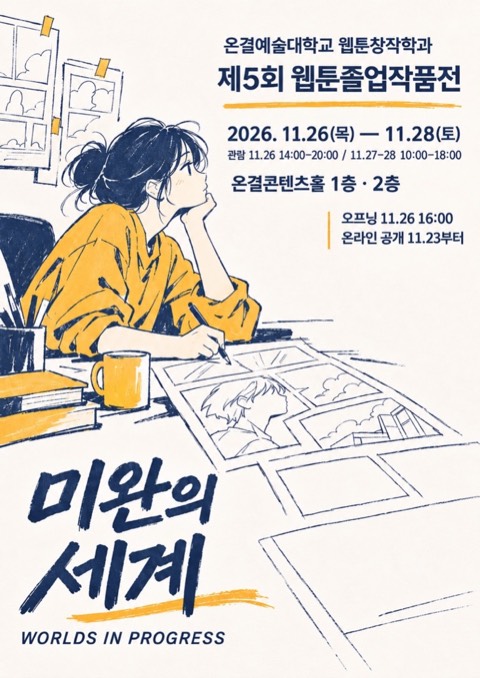 온결예술대학교 웹툰창작학과
제5회 웹툰졸업작품전
2026. 11.26(목) — 11.28(토)
관람 11.26 14:00-20:00 / 11.27-28 10:00-18:00
온결콘텐츠홀 1층 · 2층
오프닝 11.26 16:00
온라인 공개 11.23부터
미완의
세계
WORLDS IN PROGRESS